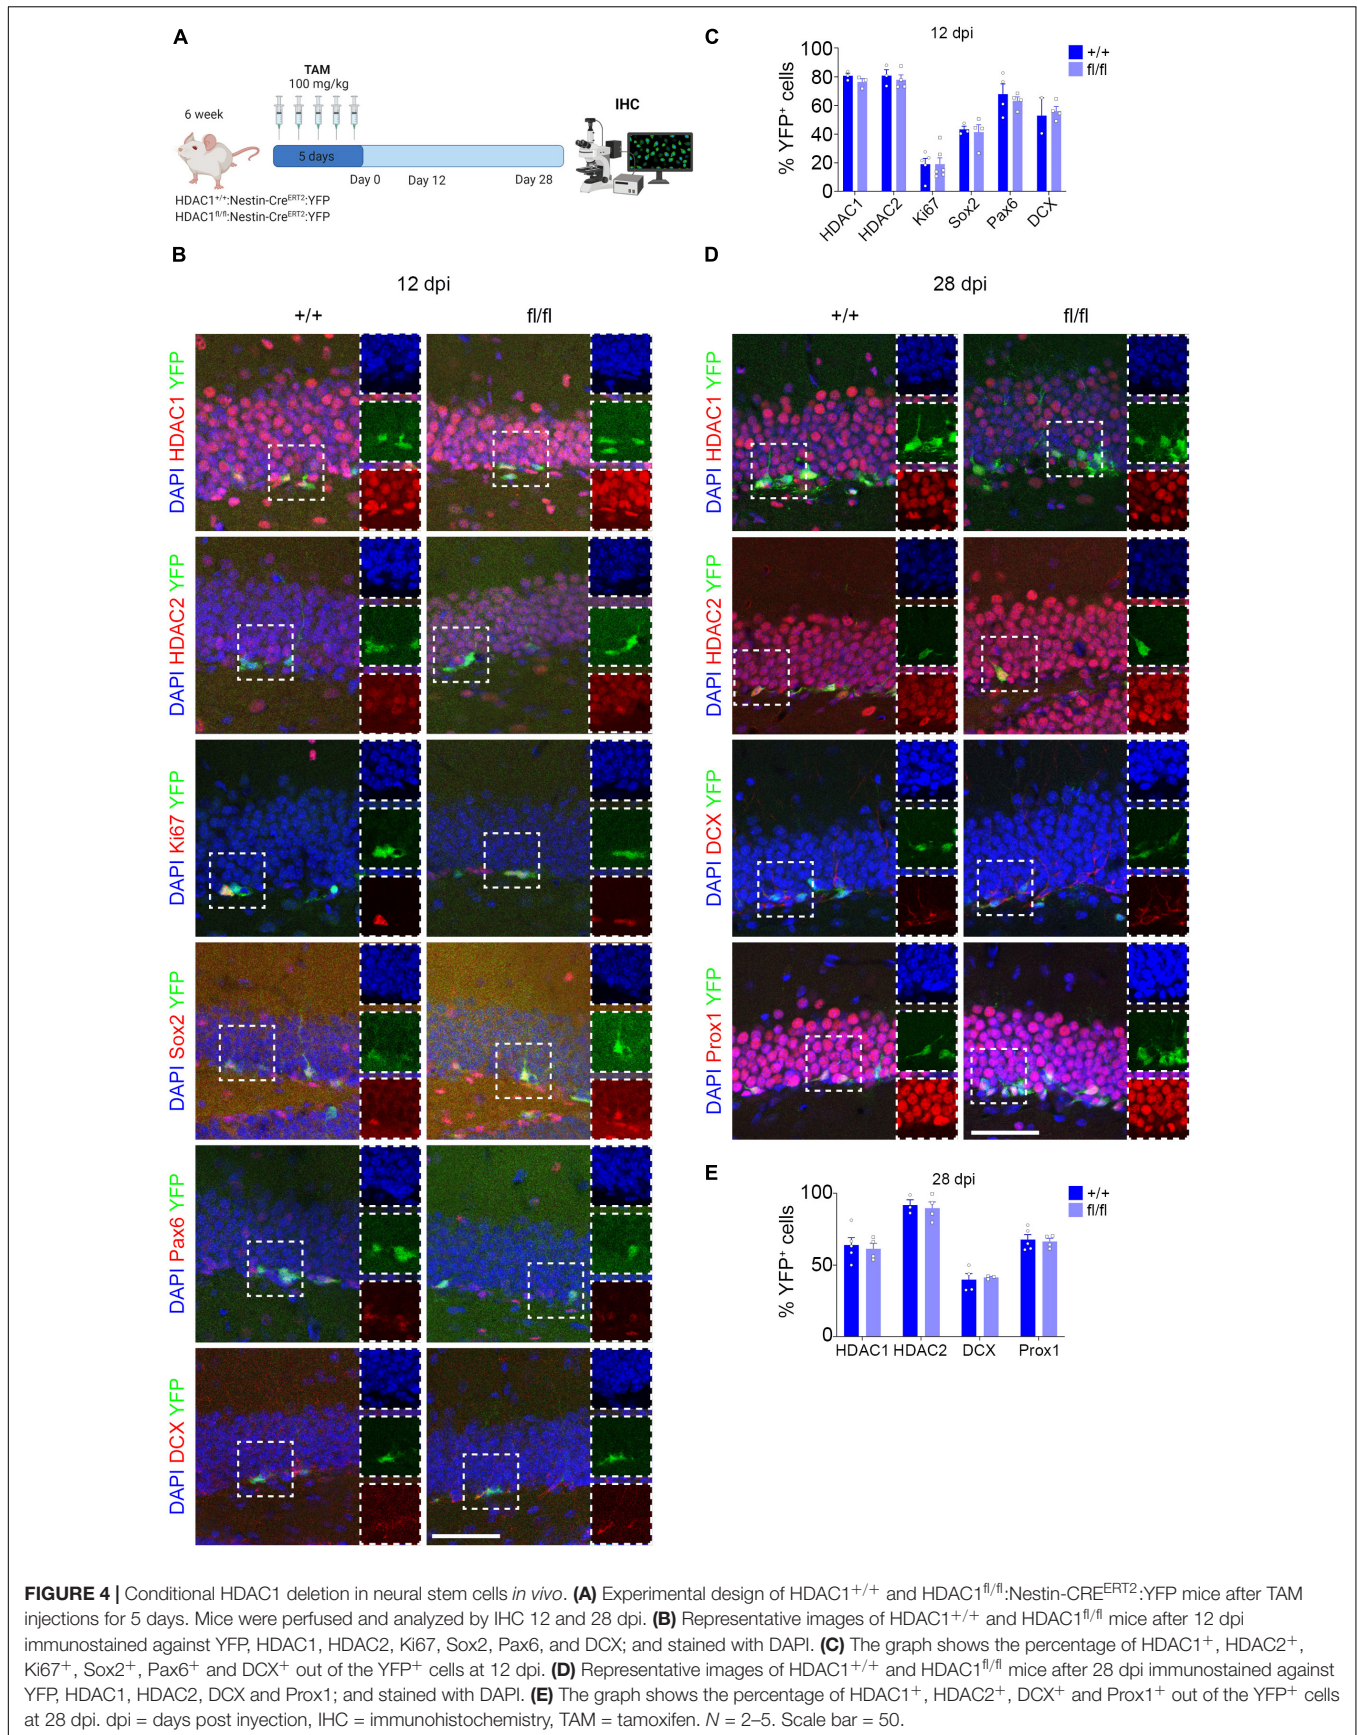 A
TAM
100 mg/kg
6 week
5 days
Day 0
Day 12
Day 28
IHC
HDAC1+/+:Nestin-CreERT2:YFP
HDAC1fl/fl:Nestin-CreERT2:YFP
C
12 dpi
+/+
fl/fl
% YFP+ cells
100
80
60
40
20
0
HDAC1
HDAC2
Ki67
Sox2
Pax6
DCX
B
12 dpi
+/+
fl/fl
DAPI HDAC1 YFP
DAPI HDAC2 YFP
DAPI Ki67 YFP
DAPI Sox2 YFP
DAPI Pax6 YFP
DAPI DCX YFP
D
28 dpi
+/+
fl/fl
DAPI HDAC1 YFP
DAPI HDAC2 YFP
DAPI DCX YFP
DAPI Prox1 YFP
E
28 dpi
+/+
fl/fl
% YFP+ cells
100
50
0
HDAC1
HDAC2
DCX
Prox1
FIGURE 4 | Conditional HDAC1 deletion in neural stem cells in vivo. (A) Experimental design of HDAC1+/+ and HDAC1fl/fl:Nestin-CREERT2:YFP mice after TAM
injections for 5 days. Mice were perfused and analyzed by IHC 12 and 28 dpi. (B) Representative images of HDAC1+/+ and HDAC1fl/fl mice after 12 dpi
immunostained against YFP, HDAC1, HDAC2, Ki67, Sox2, Pax6, and DCX; and stained with DAPI. (C) The graph shows the percentage of HDAC1+, HDAC2+,
Ki67+, Sox2+, Pax6+ and DCX+ out of the YFP+ cells at 12 dpi. (D) Representative images of HDAC1+/+ and HDAC1fl/fl mice after 28 dpi immunostained against
YFP, HDAC1, HDAC2, DCX and Prox1; and stained with DAPI. (E) The graph shows the percentage of HDAC1+, HDAC2+, DCX+ and Prox1+ out of the YFP+ cells
at 28 dpi. dpi = days post inyection, IHC = immunohistochemistry, TAM = tamoxifen. N = 2–5. Scale bar = 50.